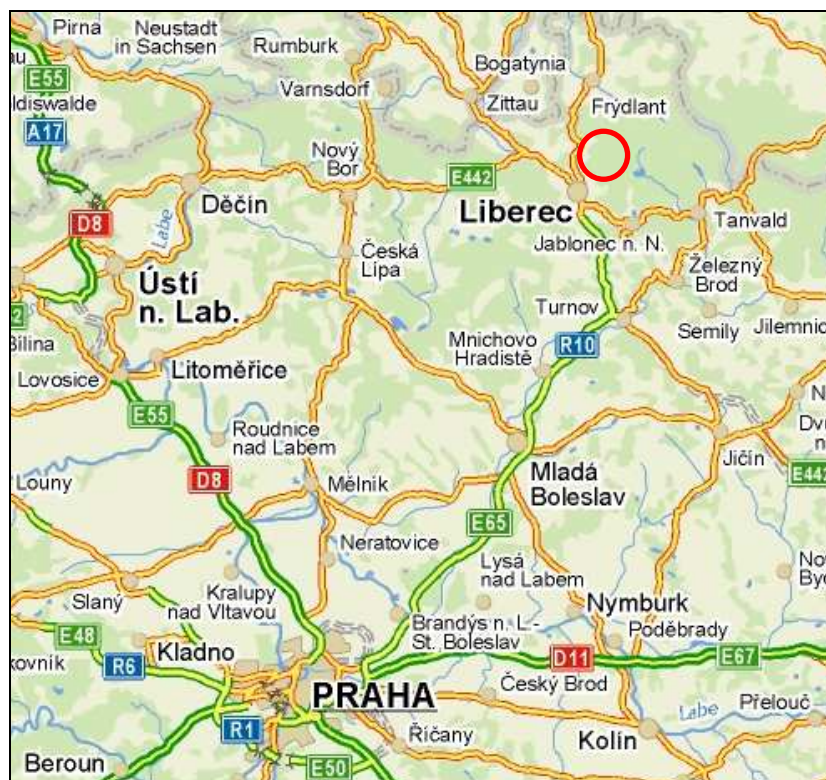 Pirna
Neustadt
in Sachsen
Rumburk
Bogatynia
E55
ldiswalde
Varnsdorf
Zittau
Frýdlant
A17
Nový
Bor
E442
Děčín
Liberec
Tanvald
D8
Labe
Jablonec n. N.
Česká
Lípa
Železný
Brod
Ústí
n. Lab.
Turnov
Semily
Jilemnic
Bílina
Mnichovo
Hradiště
R10
Litoměřice
Lovosice
E55
Roudnice
nad Labem
Jičín
Louny
D8
Mělník
Mladá
Boleslav
E442
E65
Neratovice
Lysá
nad Labem
Slaný
Kralupy
nad Vltavou
Nymburk
Brandýs n. L.-
St. Boleslav
Poděbrady
E48
Kladno
kovník
R6
D11
E67
PRAHA
Český Brod
Přelouč
R1
Říčany
Labe
Kolín
Beroun
E50